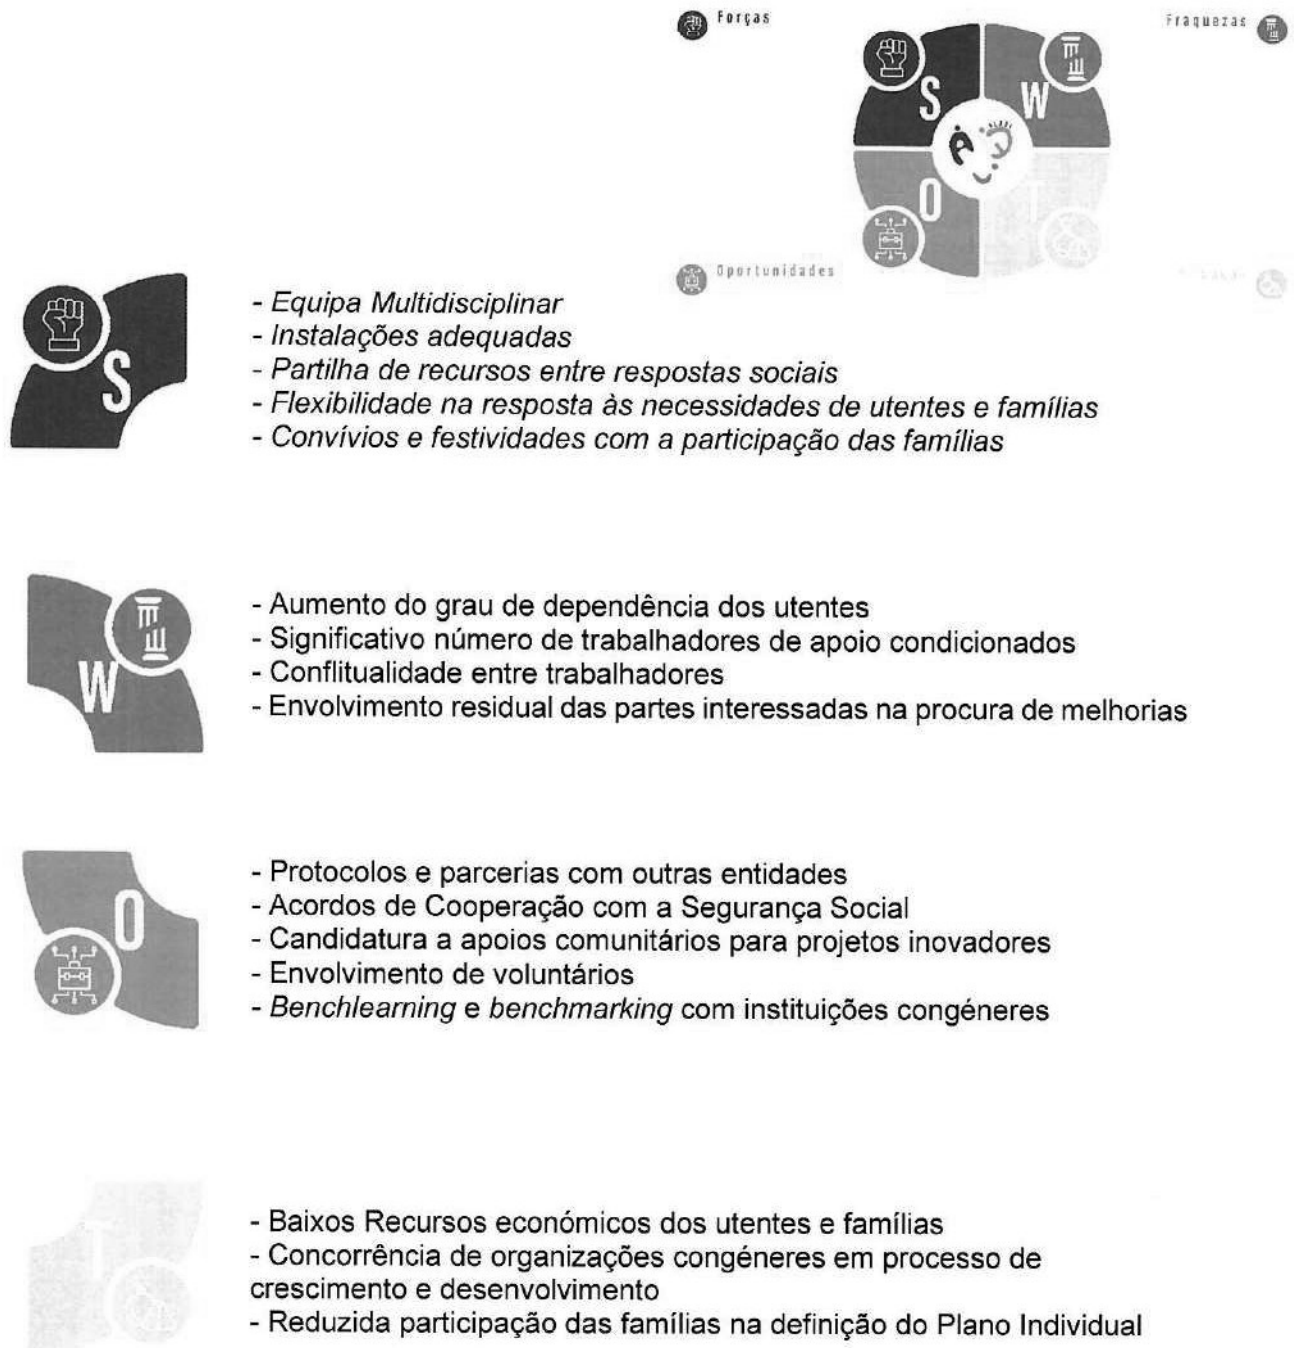 Forças
Fraquezas
S
W
O
T
Oportunidades
S
- Equipa Multidisciplinar
- Instalações adequadas
- Partilha de recursos entre respostas sociais
- Flexibilidade na resposta às necessidades de utentes e famílias
- Convívios e festividades com a participação das famílias
W
- Aumento do grau de dependência dos utentes
- Significativo número de trabalhadores de apoio condicionados
- Conflitualidade entre trabalhadores
- Envolvimento residual das partes interessadas na procura de melhorias
O
- Protocolos e parcerias com outras entidades
- Acordos de Cooperação com a Segurança Social
- Candidatura a apoios comunitários para projetos inovadores
- Envolvimento de voluntários
- Benchlearning e benchmarking com instituições congéneres
T
- Baixos Recursos económicos dos utentes e famílias
- Concorrência de organizações congéneres em processo de
crescimento e desenvolvimento
- Reduzida participação das famílias na definição do Plano Individual